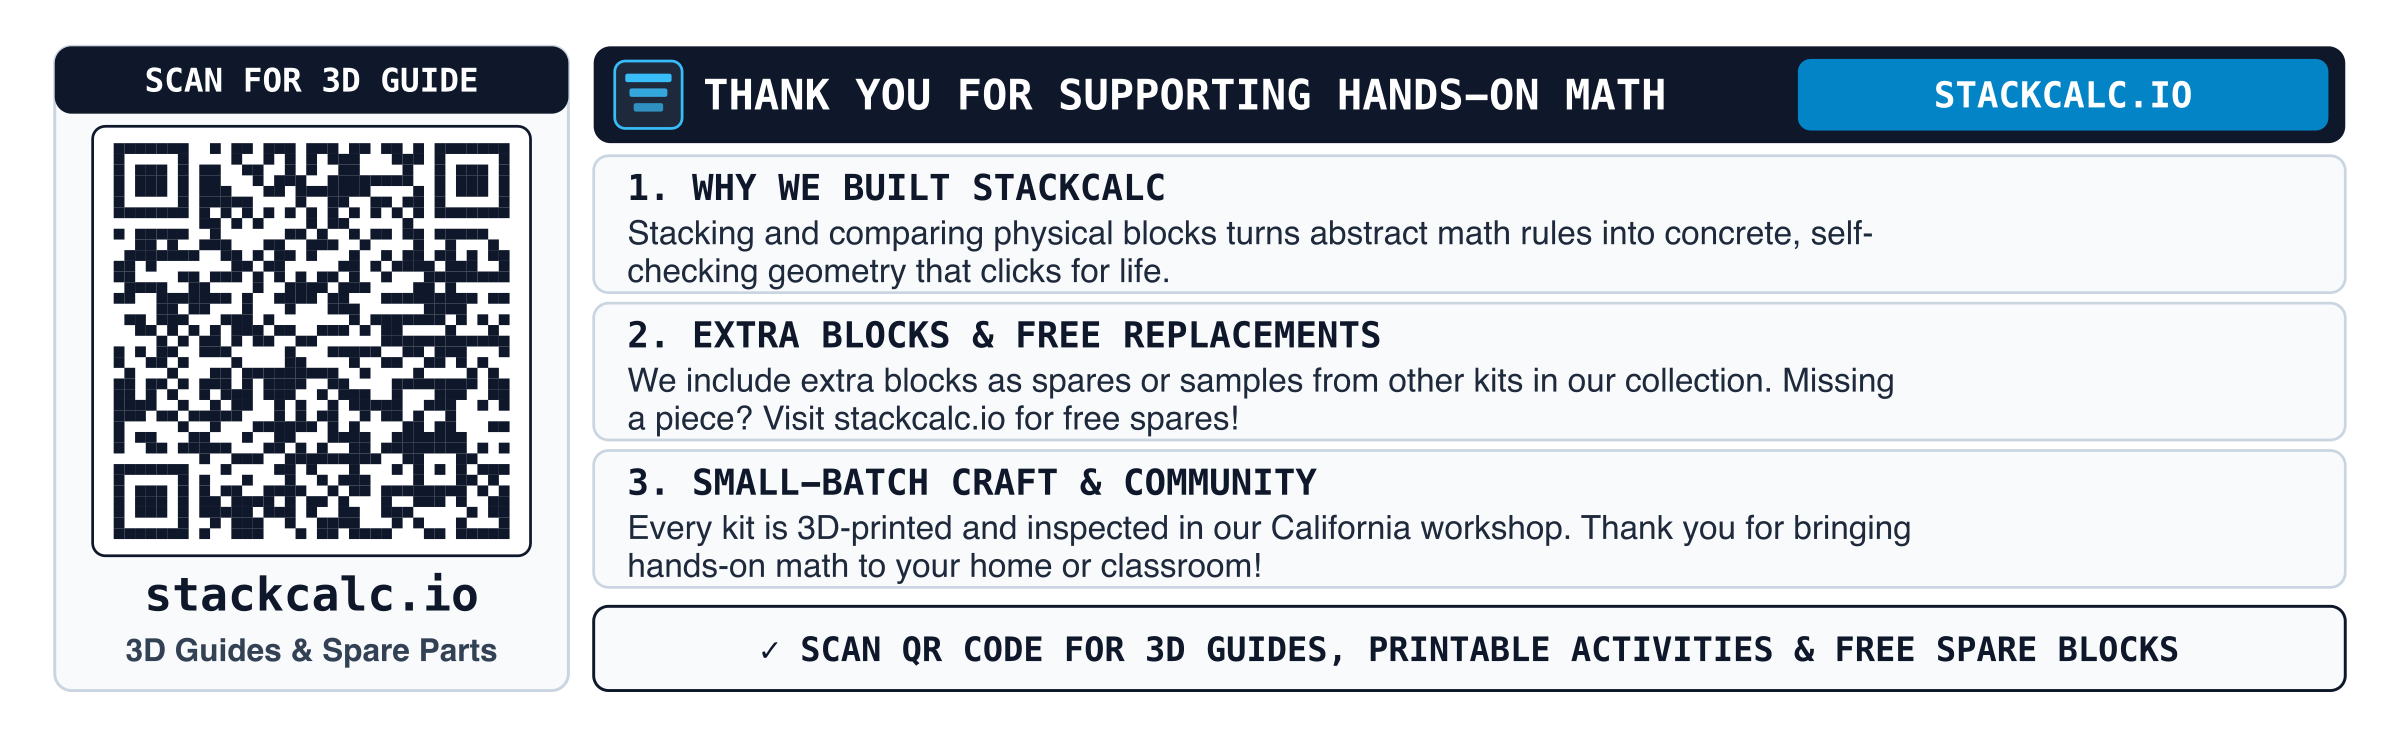 SCAN FOR 3D GUIDE
stackcalc.io
3D Guides & Spare Parts
THANK YOU FOR SUPPORTING HANDS-ON MATH
STACKCALC.IO
1. WHY WE BUILT STACKCALC
Stacking and comparing physical blocks turns abstract math rules into concrete, self-
checking geometry that clicks for life.
2. EXTRA BLOCKS & FREE REPLACEMENTS
We include extra blocks as spares or samples from other kits in our collection. Missing
a piece? Visit stackcalc.io for free spares!
3. SMALL-BATCH CRAFT & COMMUNITY
Every kit is 3D-printed and inspected in our California workshop. Thank you for bringing
hands-on math to your home or classroom!
✓ SCAN QR CODE FOR 3D GUIDES, PRINTABLE ACTIVITIES & FREE SPARE BLOCKS